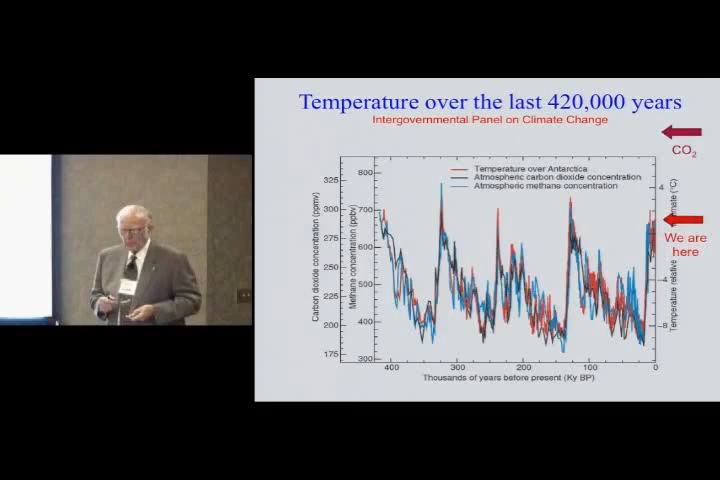 Temperature over the last 420,000 years
Intergovernmental Panel on Climate Change
CO2
We are
here
Temperature over Antarctica
Atmospheric carbon dioxide concentration
Atmospheric methane concentration
Carbon dioxide concentration (ppmv)
325
300
275
250
225
200
175
Methane concentration (ppbv)
800
700
600
500
400
300
4
-4
-8
Temperature relative
(°C)
400
300
200
100
0
Thousands of years before present (Ky BP)